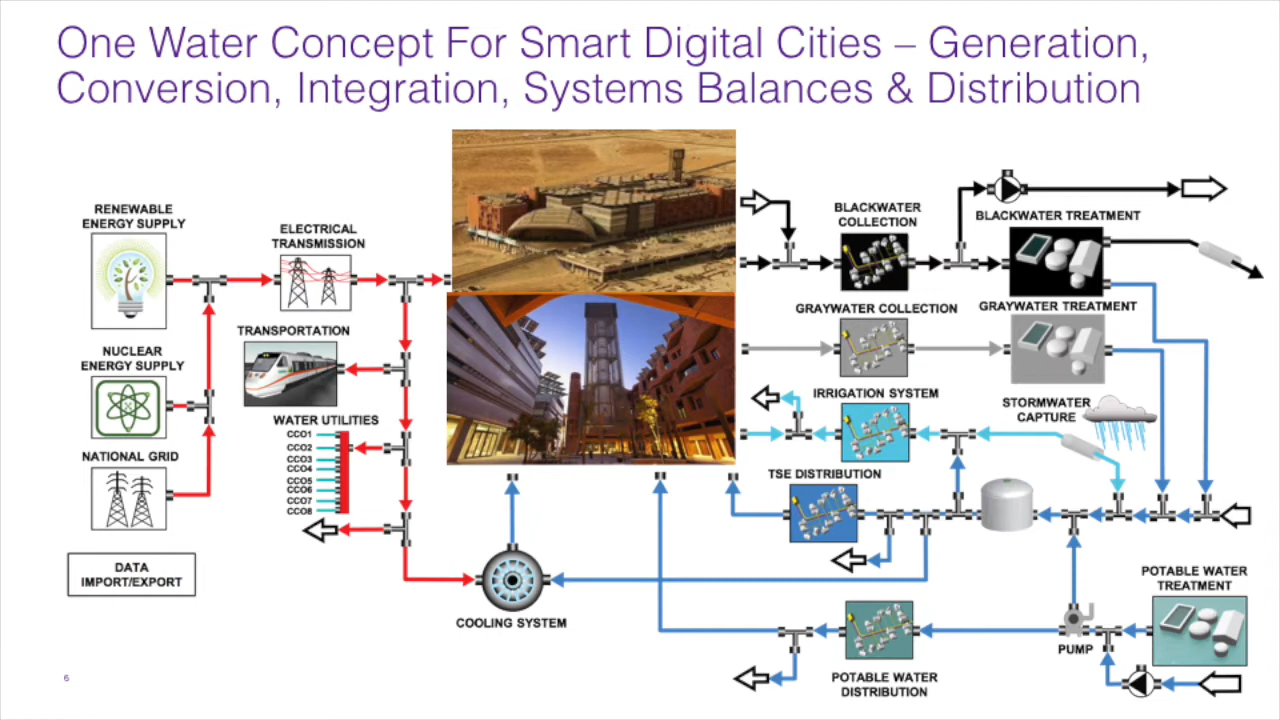 One Water Concept For Smart Digital Cities – Generation,
Conversion, Integration, Systems Balances & Distribution
RENEWABLE
ENERGY SUPPLY
ELECTRICAL
TRANSMISSION
NUCLEAR
ENERGY SUPPLY
TRANSPORTATION
NATIONAL GRID
WATER UTILITIES
CCO1
CCO2
CCO3
CCO4
CCO5
CCO6
CCO7
CCO8
DATA
IMPORT/EXPORT
COOLING SYSTEM
BLACKWATER
COLLECTION
BLACKWATER TREATMENT
GRAYWATER COLLECTION
GRAYWATER TREATMENT
IRRIGATION SYSTEM
STORMWATER
CAPTURE
TSE DISTRIBUTION
POTABLE WATER
TREATMENT
PUMP
POTABLE WATER
DISTRIBUTION
6